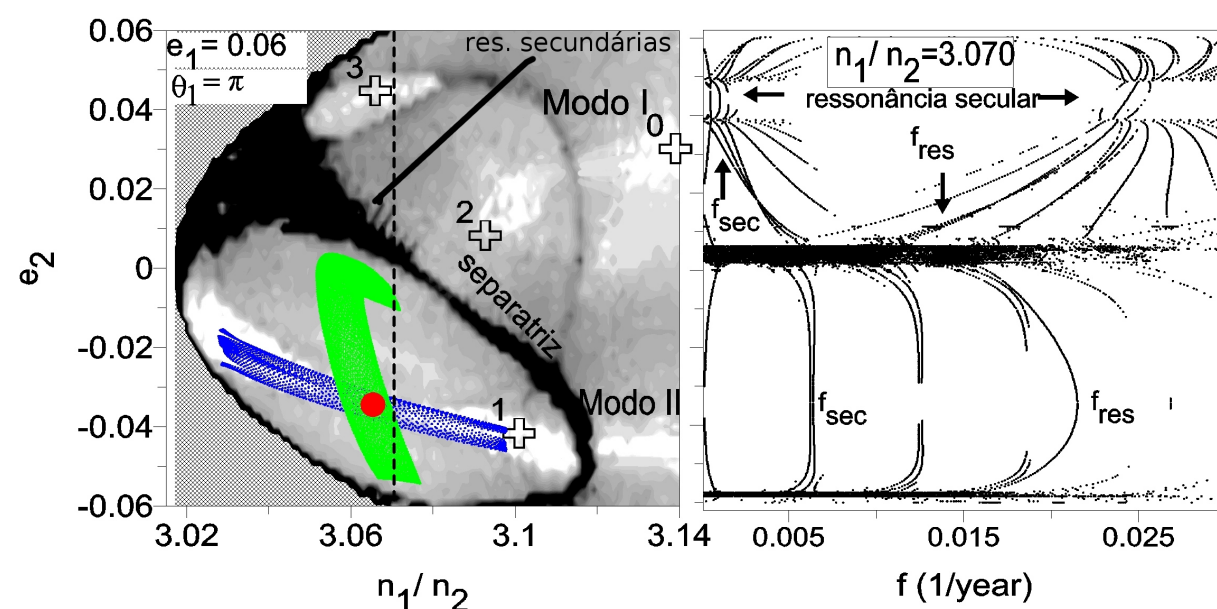 0.06
0.04
0.02
0
-0.02
-0.04
-0.06
e2
e1= 0.06
θ1= π
res. secundárias
3
Modo I
0
2
separatriz
Modo II
1
3.02
3.06
3.1
3.14
n1/ n2
n1/ n2=3.070
ressonância secular
fres
fsec
fsec
fres
0.005
0.015
0.025
f (1/year)